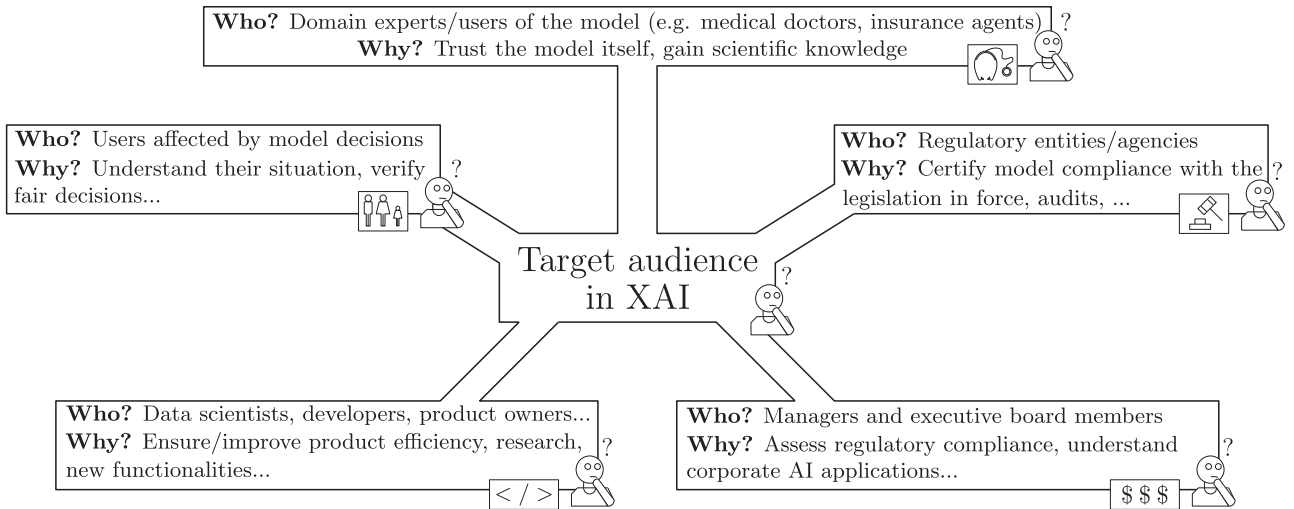 Who? Domain experts/users of the model (e.g. medical doctors, insurance agents)
?
Why? Trust the model itself, gain scientific knowledge
Who? Users affected by model decisions
Why? Understand their situation, verify
?
fair decisions...
Who? Regulatory entities/agencies
Why? Certify model compliance with the
?
legislation in force, audits, ...
Target audience
in XAI
?
Who? Data scientists, developers, product owners...
Why? Ensure/improve product efficiency, research,
?
new functionalities...
< / >
Who? Managers and executive board members
Why? Assess regulatory compliance, understand
?
corporate AI applications...
$ $ $